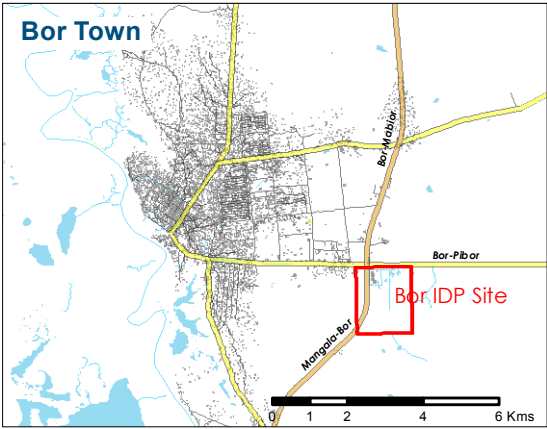 Bor Town
Bor-Mabior
Bor-Pibor
Bor IDP Site
Mangala-Bor
0 1 2 4 6 Kms